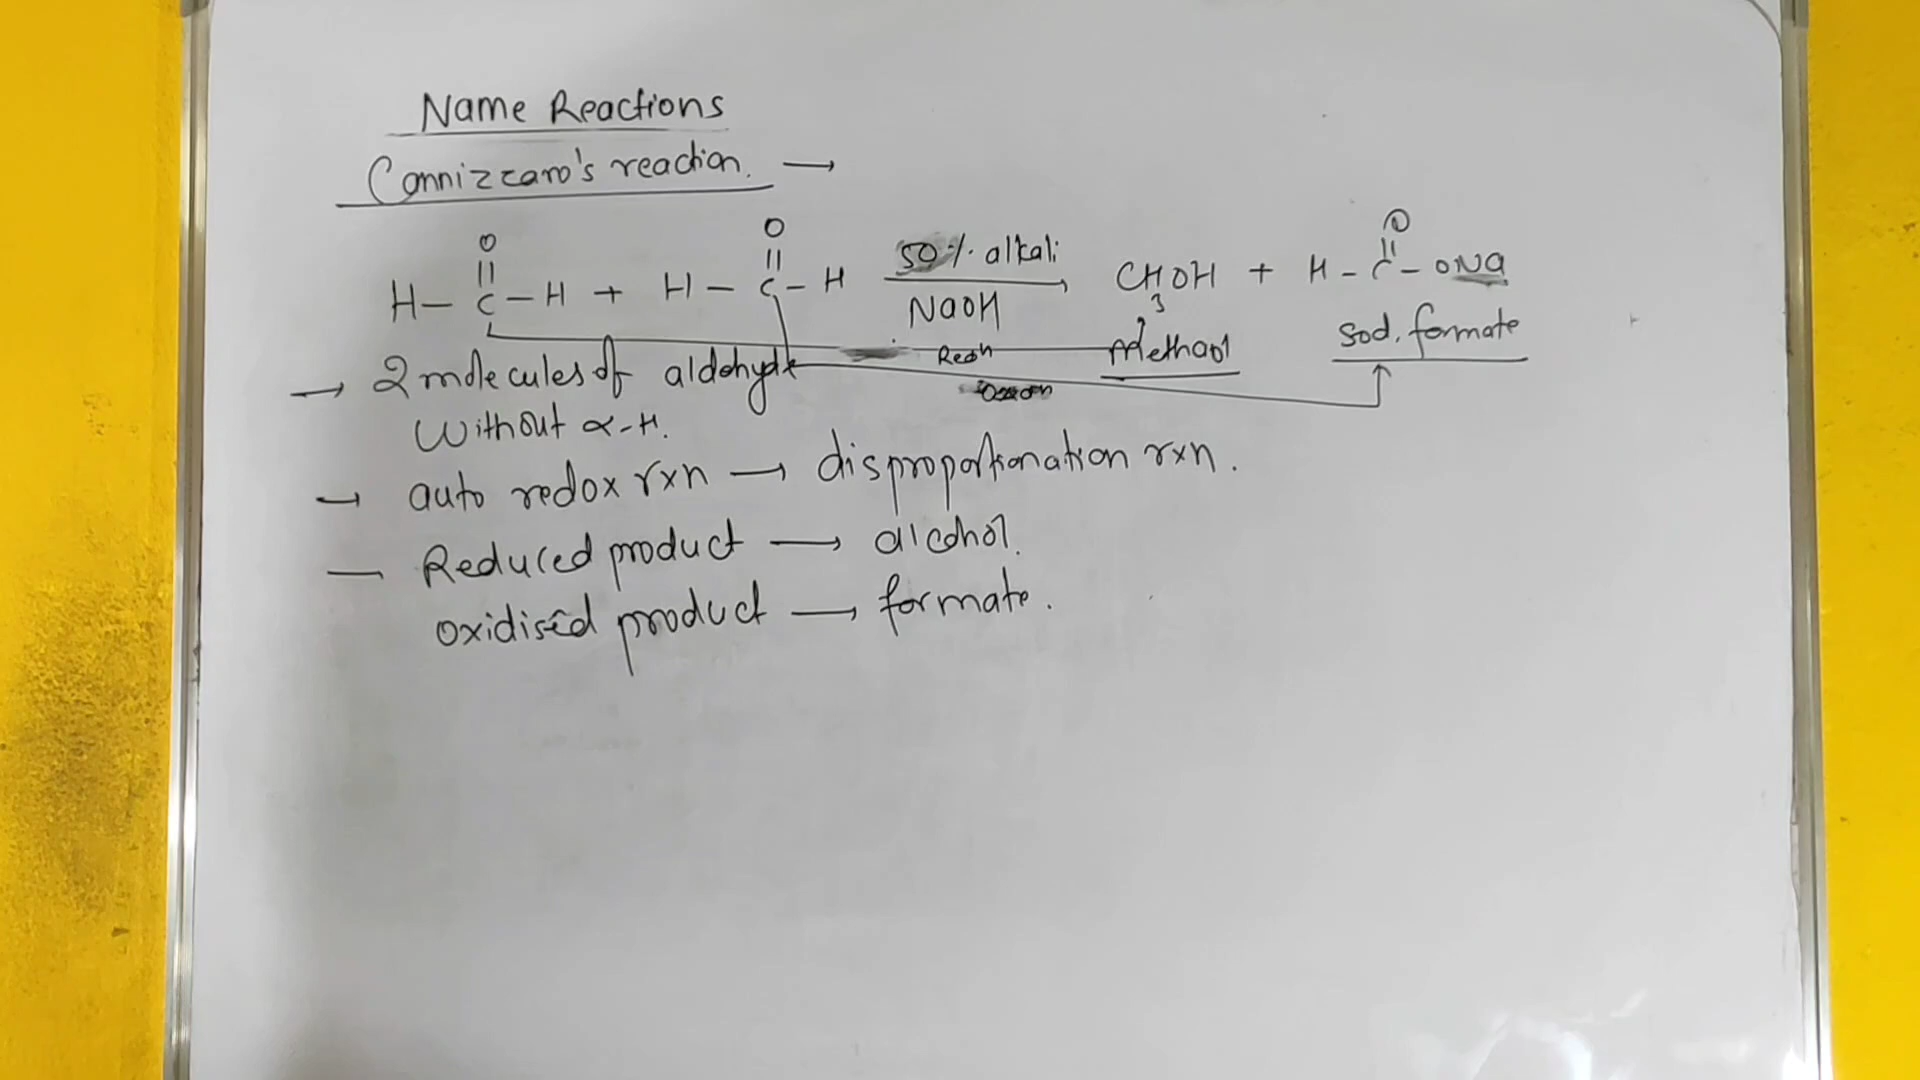 Name Reactions
Cannizzaro's reaction. →
O O O
|| || ||
H - C - H + H - C - H 50% alkali CH3OH + H - C - ONa
NaOH
Methaol Sod. formate
Redn
→ 2 molecules of aldehyde
without α-H.
→ auto redox rxn → disproportionation rxn.
— Reduced product → alcohol.
oxidised product → formate.